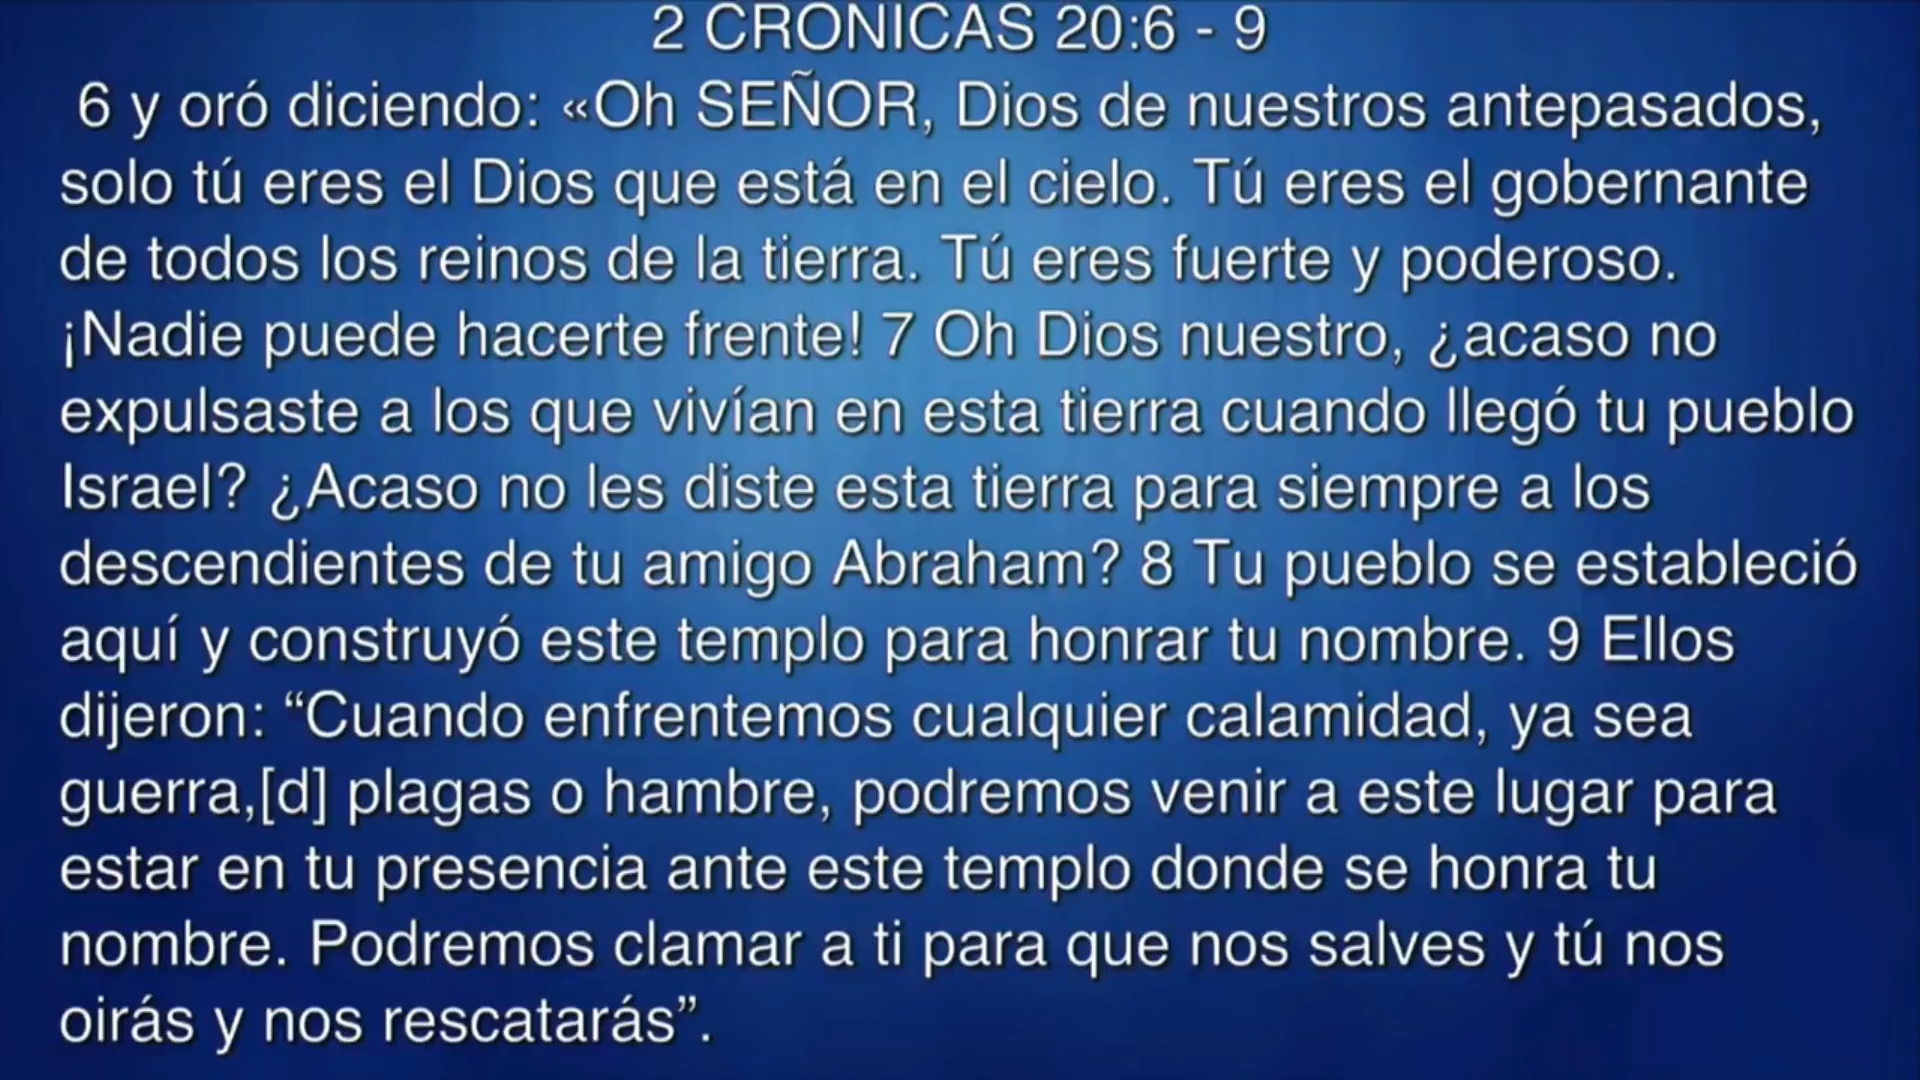 2 CRONICAS 20:6 - 9
6 y oró diciendo: «Oh SEÑOR, Dios de nuestros antepasados,
solo tú eres el Dios que está en el cielo. Tú eres el gobernante
de todos los reinos de la tierra. Tú eres fuerte y poderoso.
¡Nadie puede hacerte frente! 7 Oh Dios nuestro, ¿acaso no
expulsaste a los que vivían en esta tierra cuando llegó tu pueblo
Israel? ¿Acaso no les diste esta tierra para siempre a los
descendientes de tu amigo Abraham? 8 Tu pueblo se estableció
aquí y construyó este templo para honrar tu nombre. 9 Ellos
dijeron: “Cuando enfrentemos cualquier calamidad, ya sea
guerra,[d] plagas o hambre, podremos venir a este lugar para
estar en tu presencia ante este templo donde se honra tu
nombre. Podremos clamar a ti para que nos salves y tú nos
oirás y nos rescatarás”.